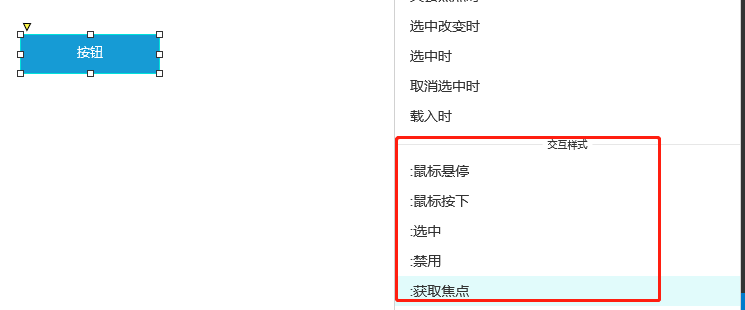 按钮
选中改变时
选中时
取消选中时
载入时
交互样式
:鼠标悬停
:鼠标按下
:选中
:禁用
:获取焦点